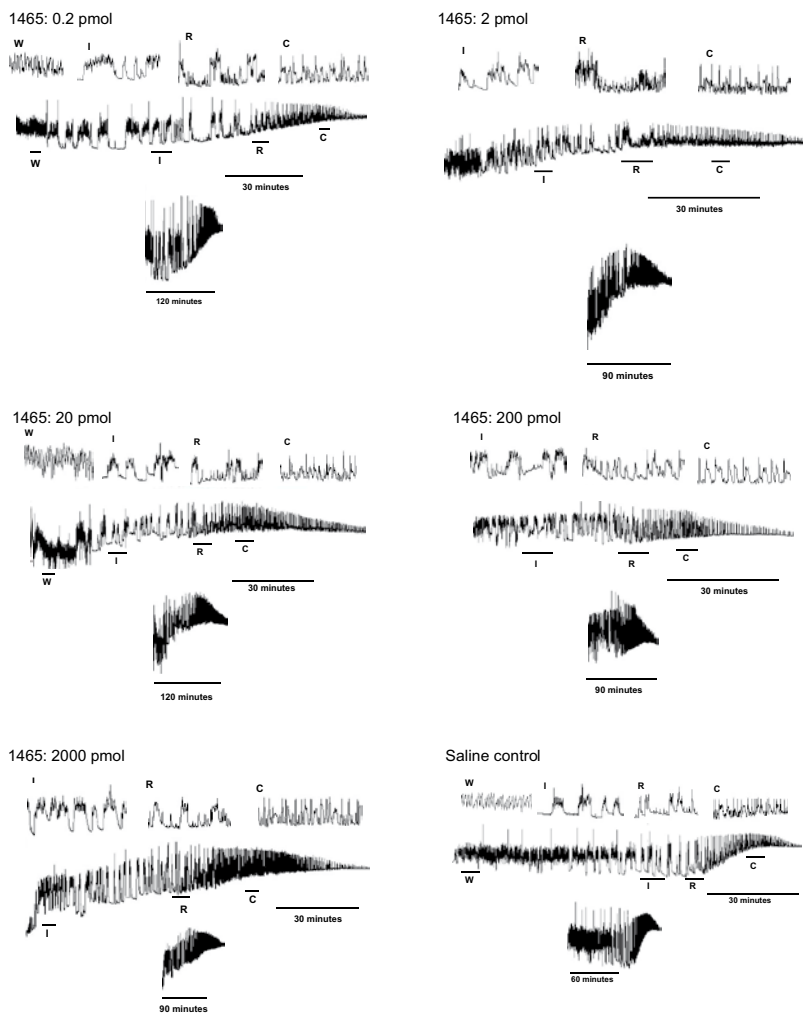 1465: 0.2 pmol
W
I
R
C
W
I
R
C
30 minutes
120 minutes
1465: 2 pmol
I
R
C
I
R
C
30 minutes
90 minutes
1465: 20 pmol
W
I
R
C
W
I
R
C
30 minutes
120 minutes
1465: 200 pmol
I
R
C
I
R
C
30 minutes
90 minutes
1465: 2000 pmol
I
R
C
I
R
C
30 minutes
90 minutes
Saline control
W
I
R
C
W
I
R
C
30 minutes
60 minutes